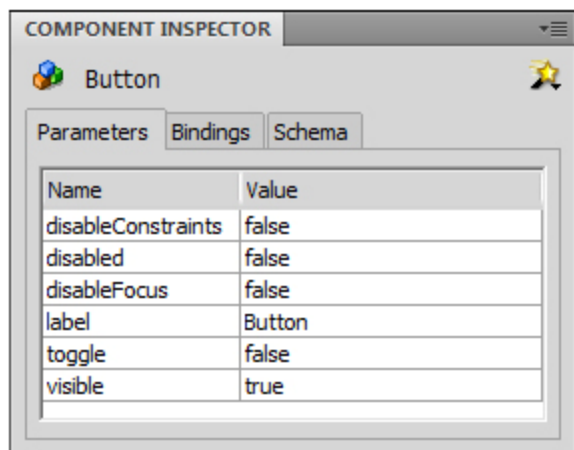 COMPONENT INSPECTOR
Button
Parameters Bindings Schema
Name Value
disableConstraints false
disabled false
disableFocus false
label Button
toggle false
visible true